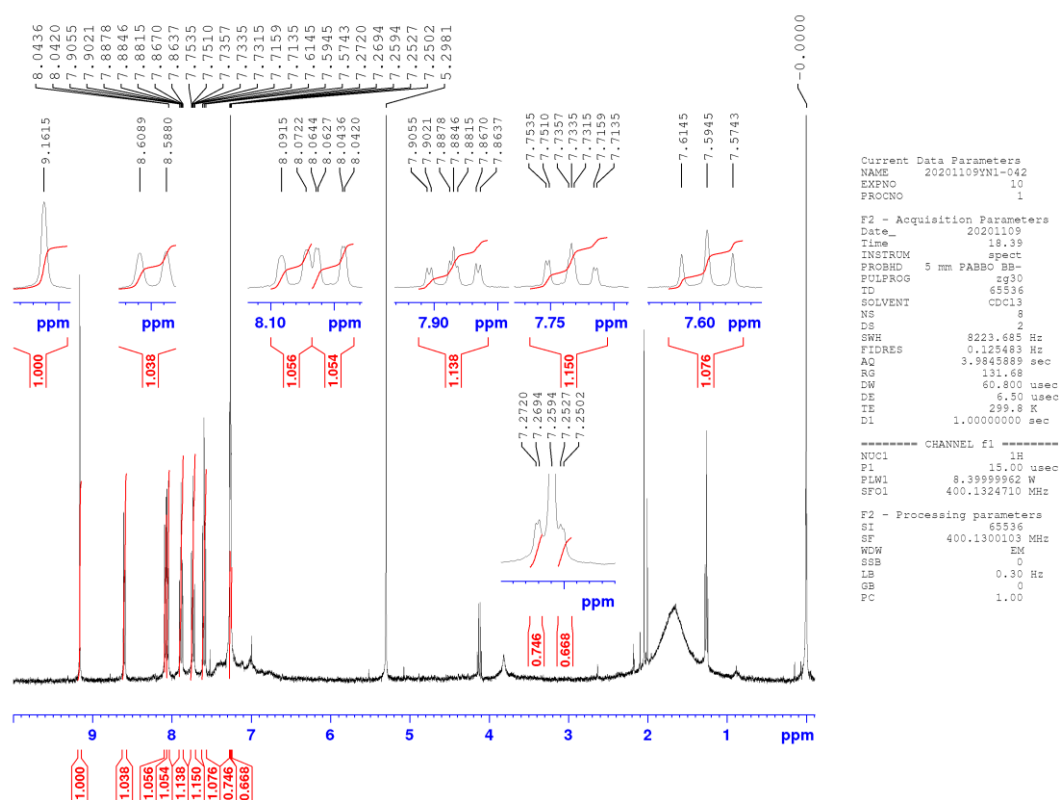 8.0436
8.0420
7.9055
7.9021
7.8878
7.8846
7.8815
7.8670
7.8637
7.7535
7.7510
7.7357
7.7335
7.7315
7.7159
7.7135
7.6145
7.5945
7.5743
7.2720
7.2694
7.2594
7.2527
7.2502
5.2981
-0.0000
9.1615
8.6089
8.5880
8.0915
8.0722
8.0644
8.0627
8.0436
8.0420
7.9055
7.9021
7.8878
7.8846
7.8815
7.8670
7.8637
7.7535
7.7510
7.7357
7.7335
7.7315
7.7159
7.7135
7.6145
7.5945
7.5743
ppm
ppm
8.10 ppm
7.90 ppm
7.75 ppm
7.60 ppm
1.000
1.038
1.056
1.054
1.138
1.150
1.076
7.2720
7.2694
7.2594
7.2527
7.2502
ppm
0.746
0.668
9 8 7 6 5 4 3 2 1 ppm
1.000
1.038
1.056
1.054
1.138
1.150
1.076
0.746
0.668
Current Data Parameters
NAME 20201109YN1-042
EXPNO 10
PROCNO 1
F2 - Acquisition Parameters
Date_ 20201109
Time 18.39
INSTRUM spect
PROBHD 5 mm PABBO BB-
PULPROG zg30
TD 65536
SOLVENT CDCl3
NS 8
DS 2
SWH 8223.685 Hz
FIDRES 0.125483 Hz
AQ 3.9845889 sec
RG 131.68
DW 60.800 usec
DE 6.50 usec
TE 299.8 K
D1 1.00000000 sec
======== CHANNEL f1 ========
NUC1 1H
P1 15.00 usec
PLW1 8.39999962 W
SFO1 400.1324710 MHz
F2 - Processing parameters
SI 65536
SF 400.1300103 MHz
WDW EM
SSB 0
LB 0.30 Hz
GB 0
PC 1.00